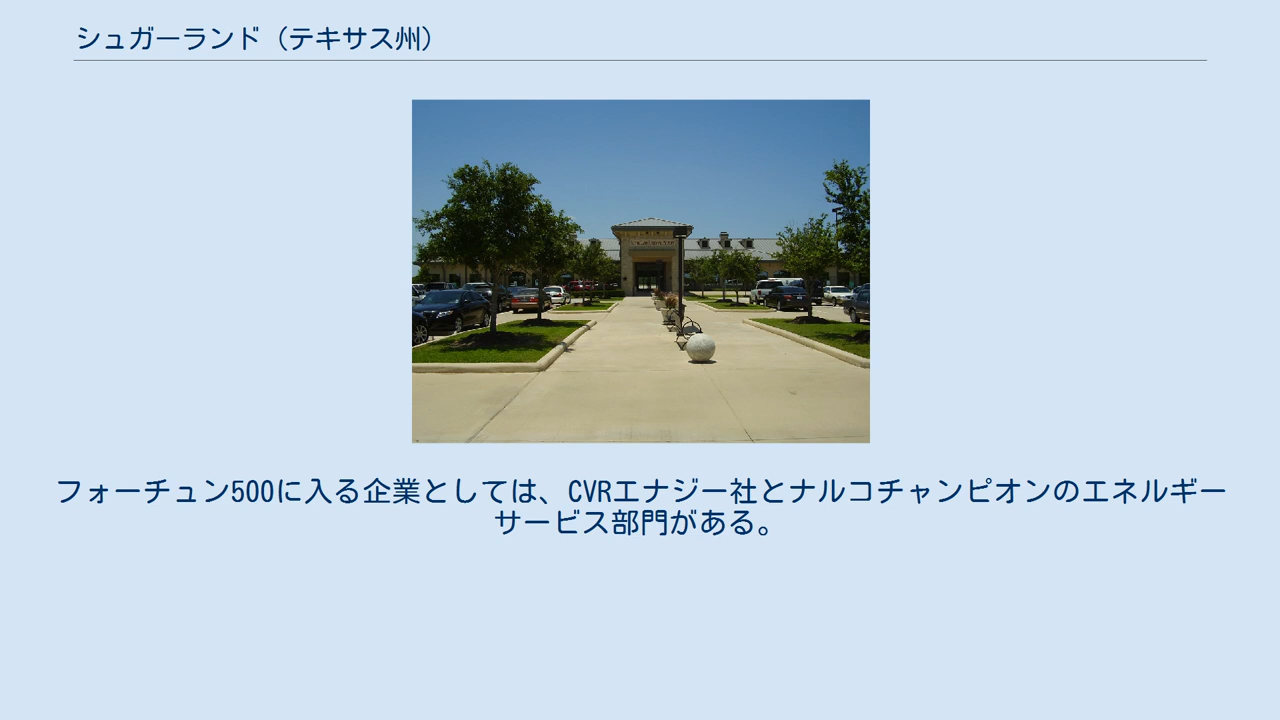 シュガーランド（テキサス州）
フォーチュン500に入る企業としては、CVRエナジー社とナルコチャンピオンのエネルギー
サービス部門がある。